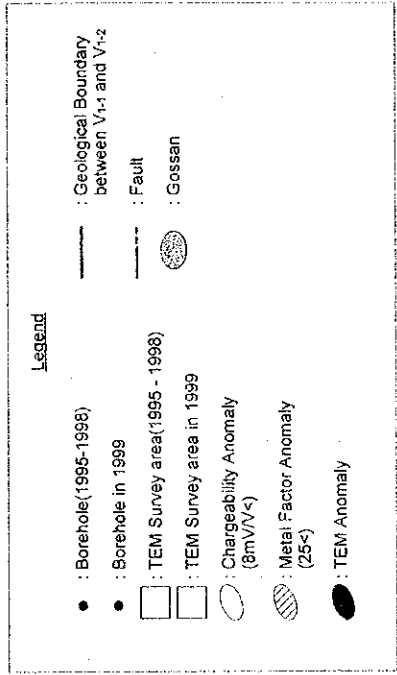 Legend
: Borehole(1995-1998)
: Borehole in 1999
: TEM Survey area(1995 - 1998)
: TEM Survey area in 1999
: Chargeability Anomaly
(8mV/V<)
: Metal Factor Anomaly
(25<)
: TEM Anomaly
: Geological Boundary
between V1-1 and V1-2
: Fault
: Gossan